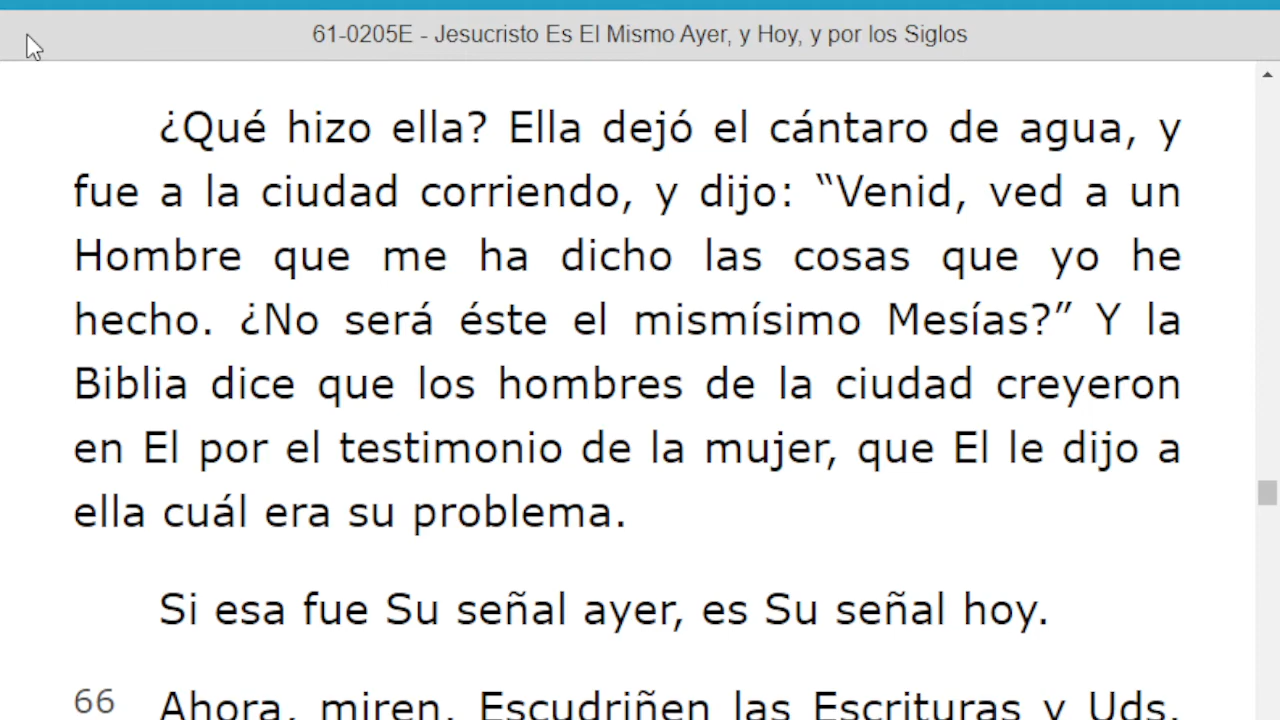 61-0205E - Jesucristo Es El Mismo Ayer, y Hoy, y por los Siglos
¿Qué hizo ella? Ella dejó el cántaro de agua, y
fue a la ciudad corriendo, y dijo: “Venid, ved a un
Hombre que me ha dicho las cosas que yo he
hecho. ¿No será éste el mismísimo Mesías?” Y la
Biblia dice que los hombres de la ciudad creyeron
en El por el testimonio de la mujer, que El le dijo a
ella cuál era su problema.
Si esa fue Su señal ayer, es Su señal hoy.
66 Ahora, miren. Escudriñen las Escrituras y Uds.